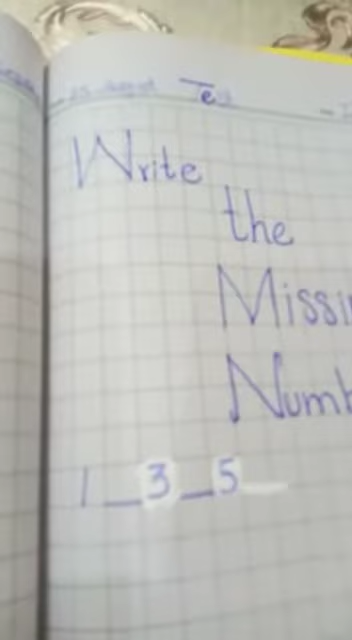 Write
the
Missi
Numb
1 _ 3 _ 5 _